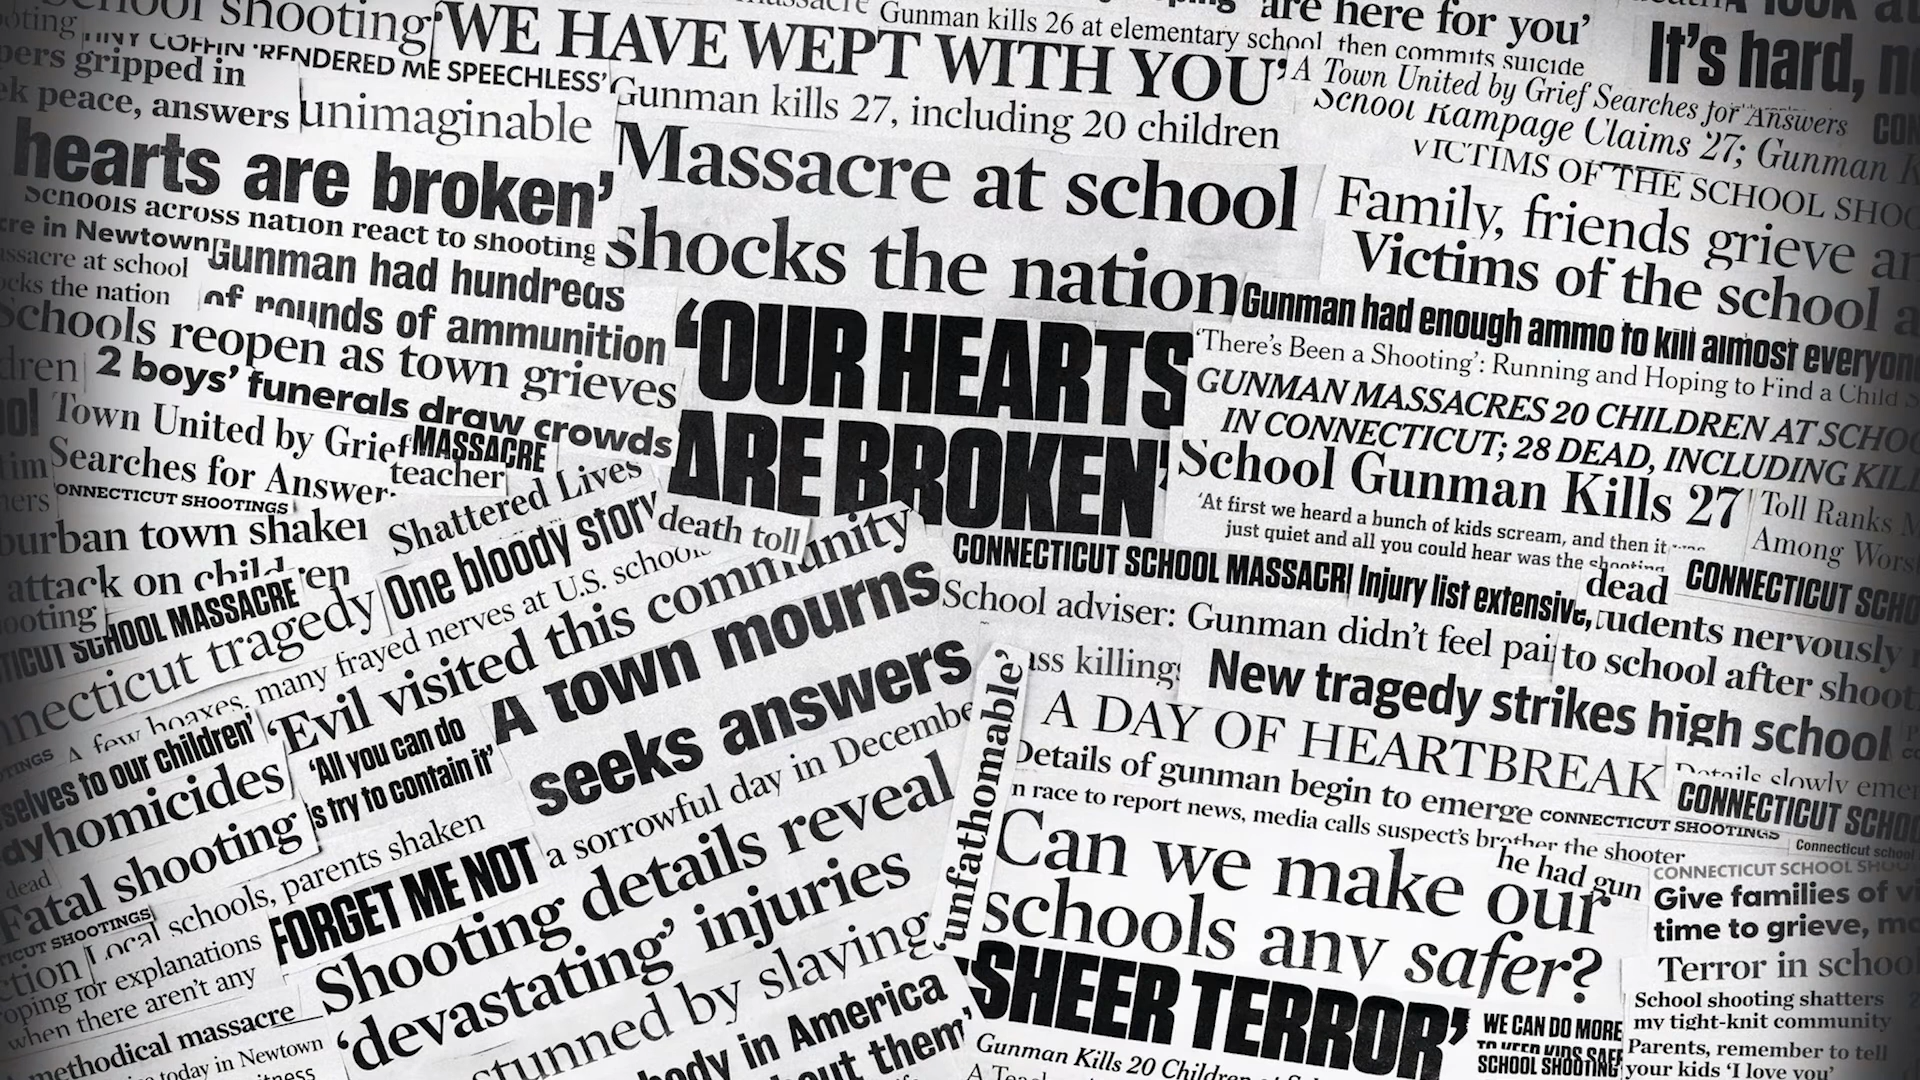 school shooting
'WE HAVE WEPT WITH YOU'
Gunman kills 26 at elementary school, then commits suicide
are here for you'
It's hard,
TINY COFFIN 'RENDERED ME SPEECHLESS'
gripped in
peace, answers
unimaginable
Gunman kills 27, including 20 children
A Town United by Grief Searches for Answers
School Rampage Claims 27; Gunman
VICTIMS OF THE SCHOOL
hearts are broken'
Massacre at school
shocks the nation
Family, friends grieve
Victims of the school
Schools across nation react to shooting
in Newtown
massacre at school
the nation
Gunman had hundreds
of rounds of ammunition
Schools reopen as town grieves
2 boys' funerals draw crowds
'OUR HEARTS
ARE BROKEN'
Gunman had enough ammo to kill almost everyone
'There's Been a Shooting': Running and Hoping to Find a Child
GUNMAN MASSACRES 20 CHILDREN AT SCHOOL
IN CONNECTICUT; 28 DEAD, INCLUDING
School Gunman Kills 27
Toll Ranks
Among Worst
'At first we heard a bunch of kids scream, and then it was
just quiet and all you could hear was the shooting
Town United by Grief
Searches for Answers
MASSACRE
teacher
CONNECTICUT SHOOTINGS
town shaken
attack on children
Shattered Lives
One bloody story
death toll
CONNECTICUT SCHOOL MASSACR
Injury list extensive,
dead
CONNECTICUT
SCHOOL MASSACRE
tragedy
many frayed nerves at U.S. schools
'Evil visited this community
School adviser: Gunman didn't feel pai
nervously
to school after
A town mourns
seeks answers
killings
New tragedy strikes high school
A DAY OF HEARTBREAK
A few hoaxes,
to our children'
'All you can do
is try to contain it'
homicides
Fatal shooting
dead
SHOOTINGS
a sorrowful day in Decembe
'unfathomable'
Details of gunman begin to emerge
CONNECTICUT SHOOTINGS
Details slowly
CONNECTICUT
Connecticut school
race to report news, media calls suspect's brother the shooter
Can we make our
schools any safer?
he had gun
CONNECTICUT SCHOOL
Give families of
time to grieve,
Local schools, parents shaken
FORGET ME NOT
Shooting details reveal
'devastating' injuries
for explanations
when there aren't any
methodical massacre
today in Newtown
stunned by slaying
in America
them'
'SHEER TERROR'
Gunman Kills 20
Terror in school
School shooting shatters
my tight-knit community
Parents, remember to tell
your kids 'I love you'
WE CAN DO MORE
TO KEEP KIDS SAFE
SCHOOL SHOOTING